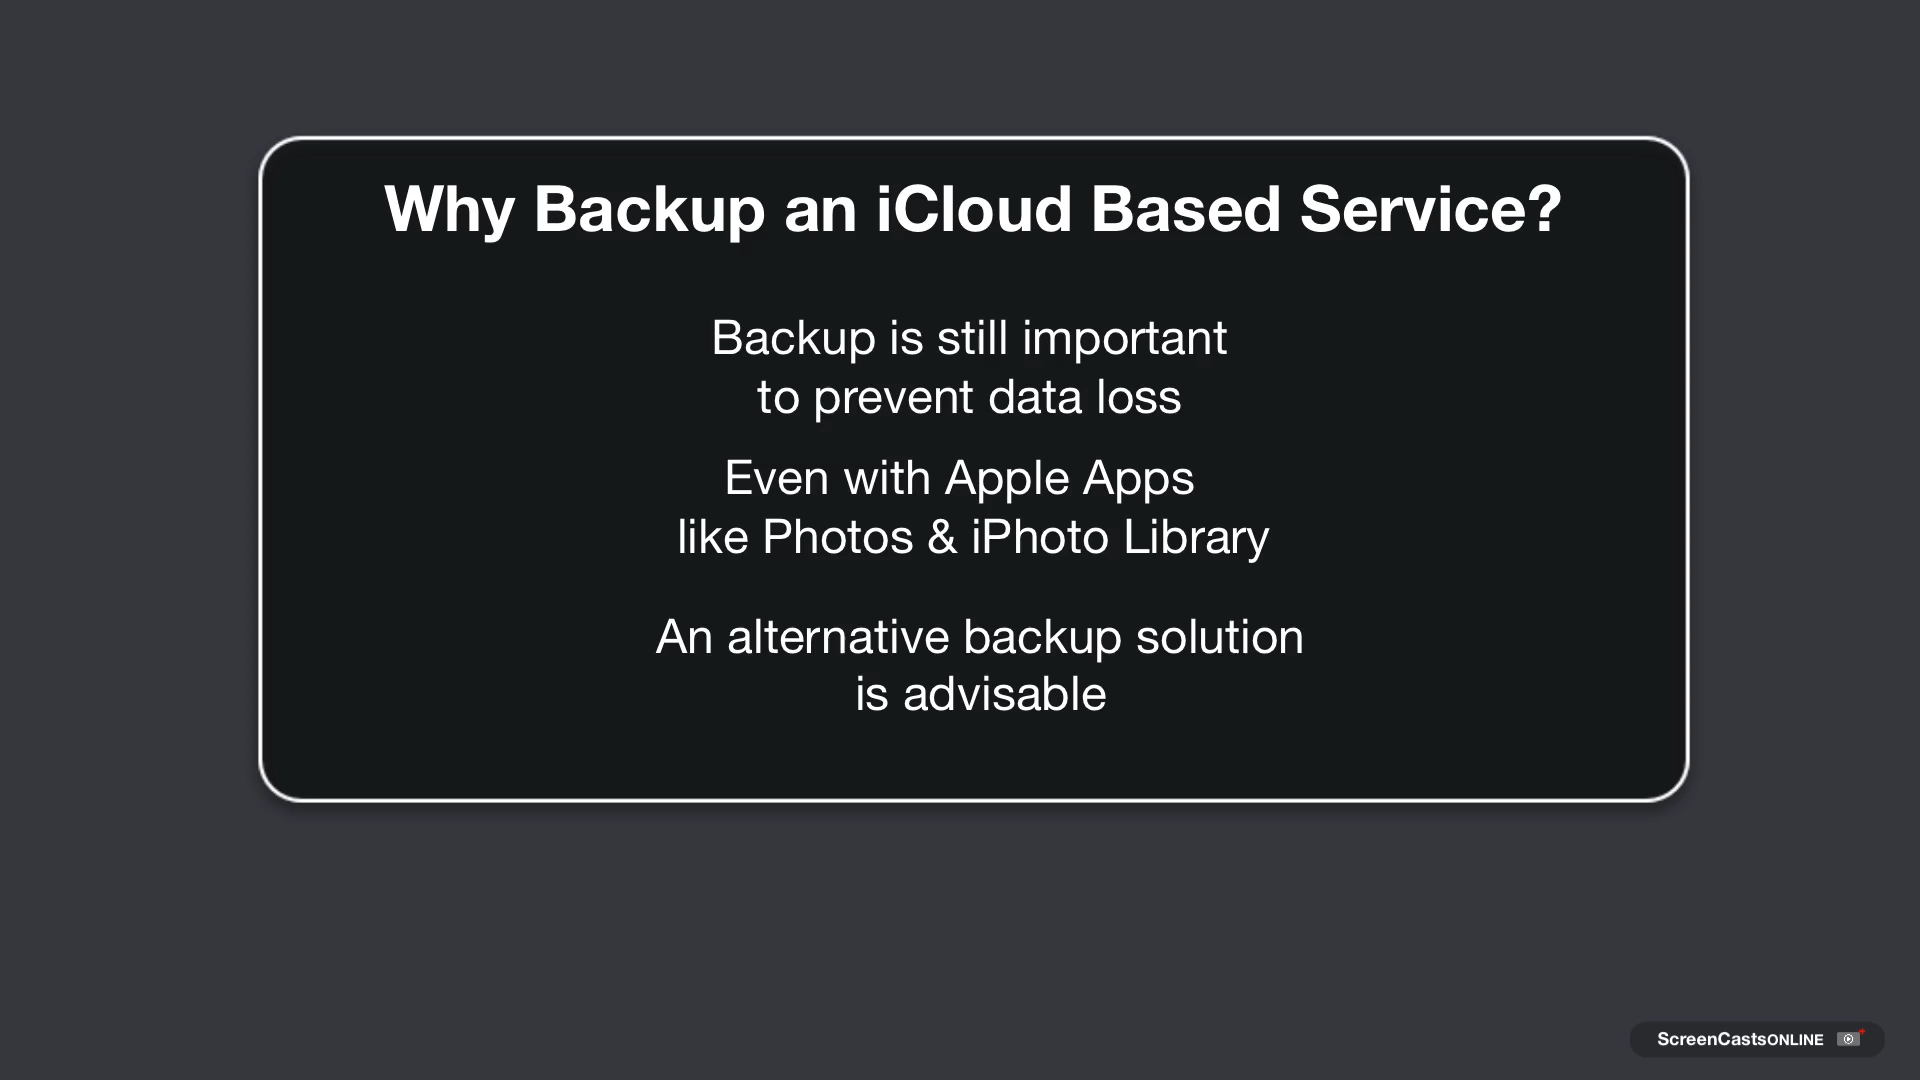 Why Backup an iCloud Based Service?
Backup is still important
to prevent data loss
Even with Apple Apps
like Photos & iPhoto Library
An alternative backup solution
is advisable
ScreenCastsONLINE